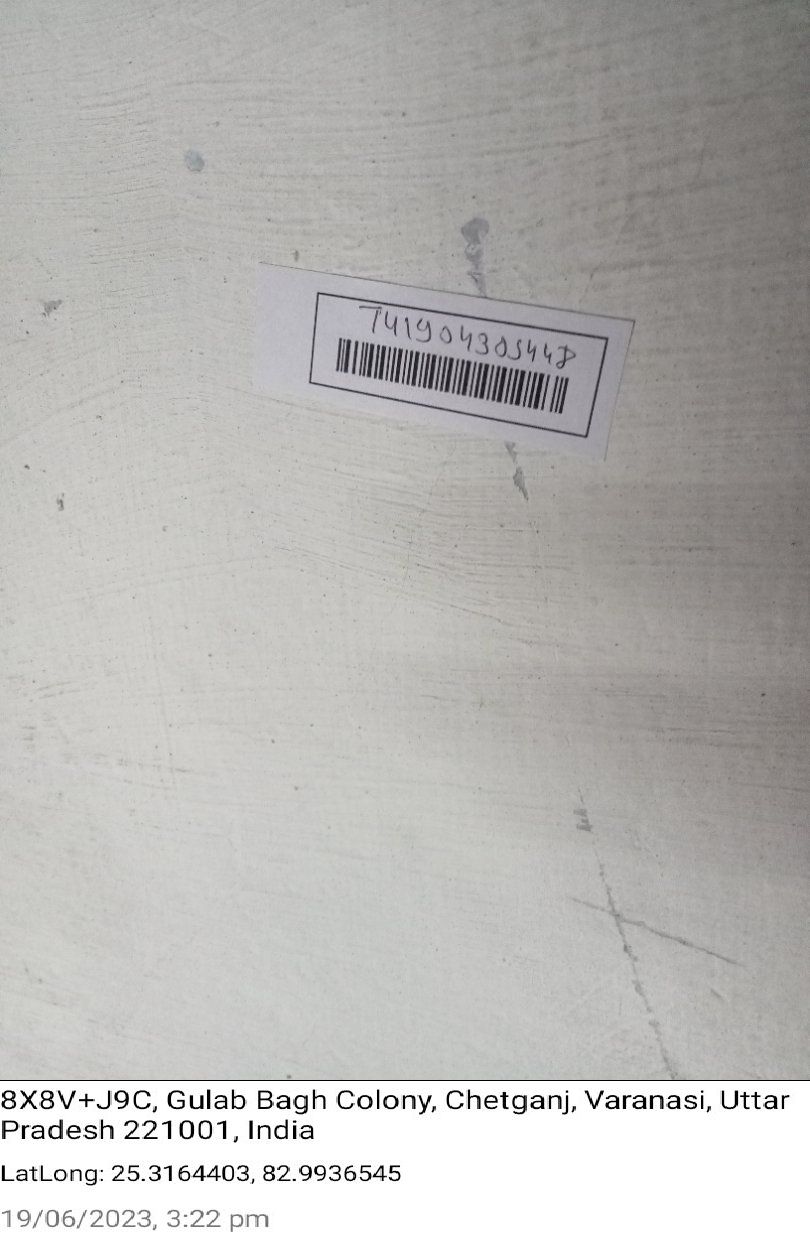 T41904305448
8X8V+J9C, Gulab Bagh Colony, Chetganj, Varanasi, Uttar
Pradesh 221001, India
LatLong: 25.3164403, 82.9936545
19/06/2023, 3:22 pm